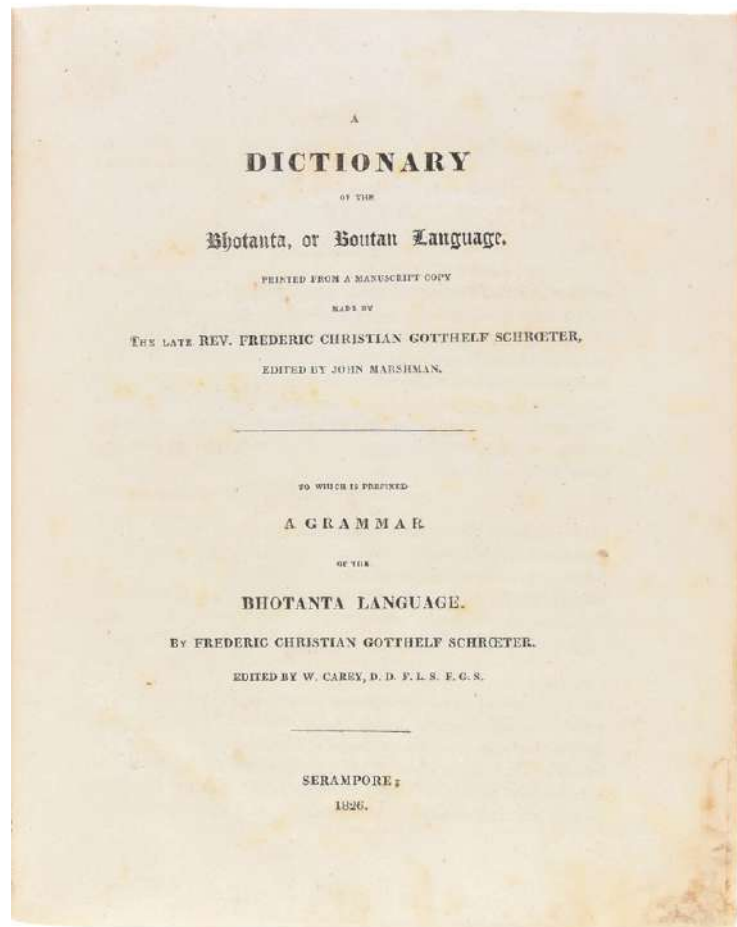 A
DICTIONARY
OF THE
Bhotanta, or Boutan Language.
PRINTED FROM A MANUSCRIPT COPY
MADE BY
THE LATE REV. FREDERIC CHRISTIAN GOTTHELF SCHRŒTER,
EDITED BY JOHN MARSHMAN.
TO WHICH IS PREFIXED
A GRAMMAR
OF THE
BHOTANTA LANGUAGE.
BY FREDERIC CHRISTIAN GOTTHELF SCHRŒTER.
EDITED BY W. CAREY, D. D. F. L. S. F. G. S.
SERAMPORE;
1826.